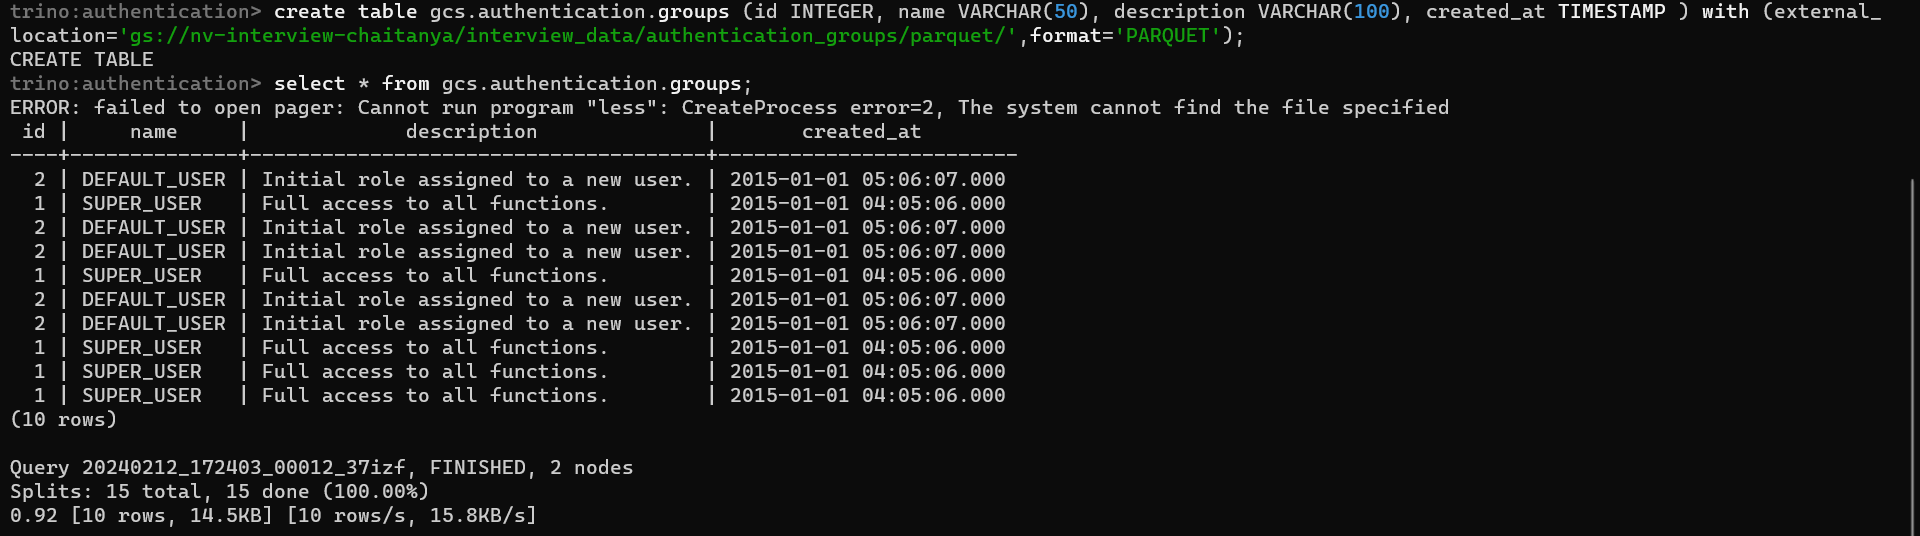 trino:authentication> create table gcs.authentication.groups (id INTEGER, name VARCHAR(50), description VARCHAR(100), created_at TIMESTAMP ) with (external_
location='gs://nv-interview-chaitanya/interview_data/authentication_groups/parquet/',format='PARQUET');
CREATE TABLE
trino:authentication> select * from gcs.authentication.groups;
ERROR: failed to open pager: Cannot run program "less": CreateProcess error=2, The system cannot find the file specified
 id |     name     |             description              |       created_at
----+--------------+--------------------------------------+-------------------------
  2 | DEFAULT_USER | Initial role assigned to a new user. | 2015-01-01 05:06:07.000
  1 | SUPER_USER   | Full access to all functions.        | 2015-01-01 04:05:06.000
  2 | DEFAULT_USER | Initial role assigned to a new user. | 2015-01-01 05:06:07.000
  2 | DEFAULT_USER | Initial role assigned to a new user. | 2015-01-01 05:06:07.000
  1 | SUPER_USER   | Full access to all functions.        | 2015-01-01 04:05:06.000
  2 | DEFAULT_USER | Initial role assigned to a new user. | 2015-01-01 05:06:07.000
  2 | DEFAULT_USER | Initial role assigned to a new user. | 2015-01-01 05:06:07.000
  1 | SUPER_USER   | Full access to all functions.        | 2015-01-01 04:05:06.000
  1 | SUPER_USER   | Full access to all functions.        | 2015-01-01 04:05:06.000
  1 | SUPER_USER   | Full access to all functions.        | 2015-01-01 04:05:06.000
(10 rows)

Query 20240212_172403_00012_37izf, FINISHED, 2 nodes
Splits: 15 total, 15 done (100.00%)
0.92 [10 rows, 14.5KB] [10 rows/s, 15.8KB/s]